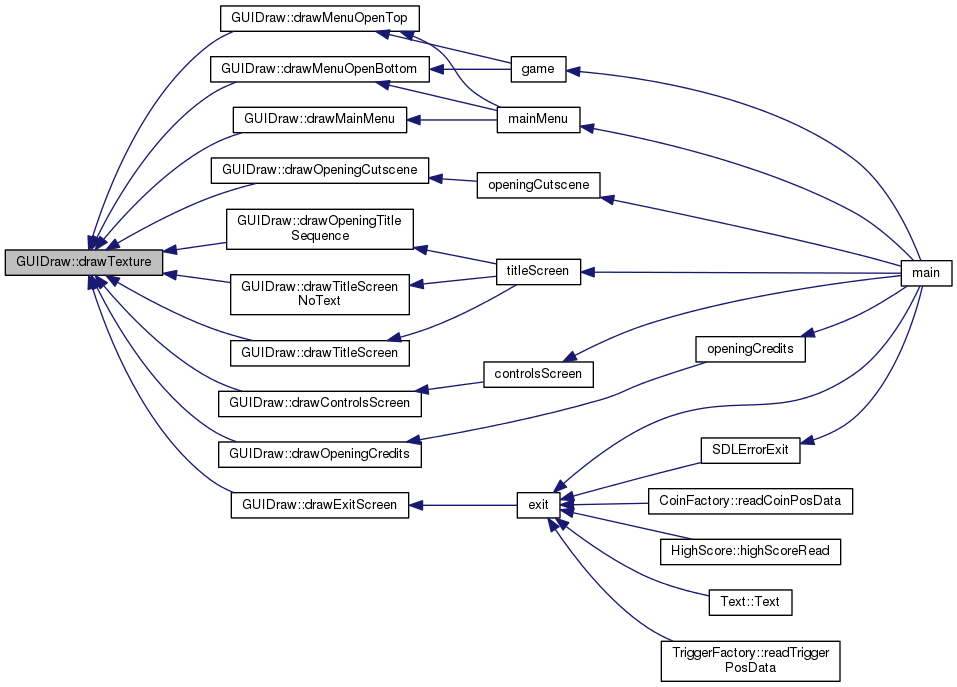 GUIDraw::drawMenuOpenTop
GUIDraw::drawMenuOpenBottom
game
GUIDraw::drawMainMenu
mainMenu
GUIDraw::drawOpeningCutscene
openingCutscene
GUIDraw::drawOpeningTitle
Sequence
GUIDraw::drawTexture
titleScreen
main
GUIDraw::drawTitleScreen
NoText
GUIDraw::drawTitleScreen
openingCredits
controlsScreen
GUIDraw::drawControlsScreen
GUIDraw::drawOpeningCredits
SDLErrorExit
GUIDraw::drawExitScreen
exit
CoinFactory::readCoinPosData
HighScore::highScoreRead
Text::Text
TriggerFactory::readTrigger
PosData